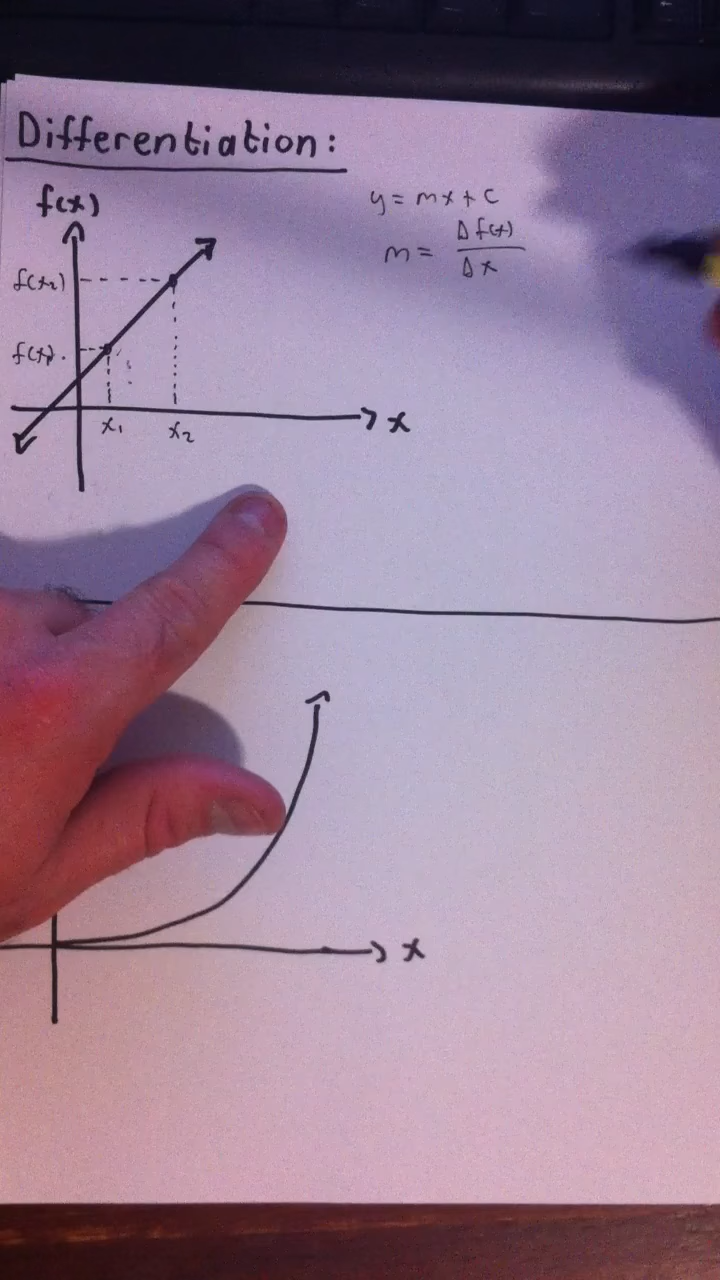 Differentiation:
f(x)
y = mx + c
m = Δf(x)
Δx
f(x₂)
f(x₁)
x₁ x₂
x
x